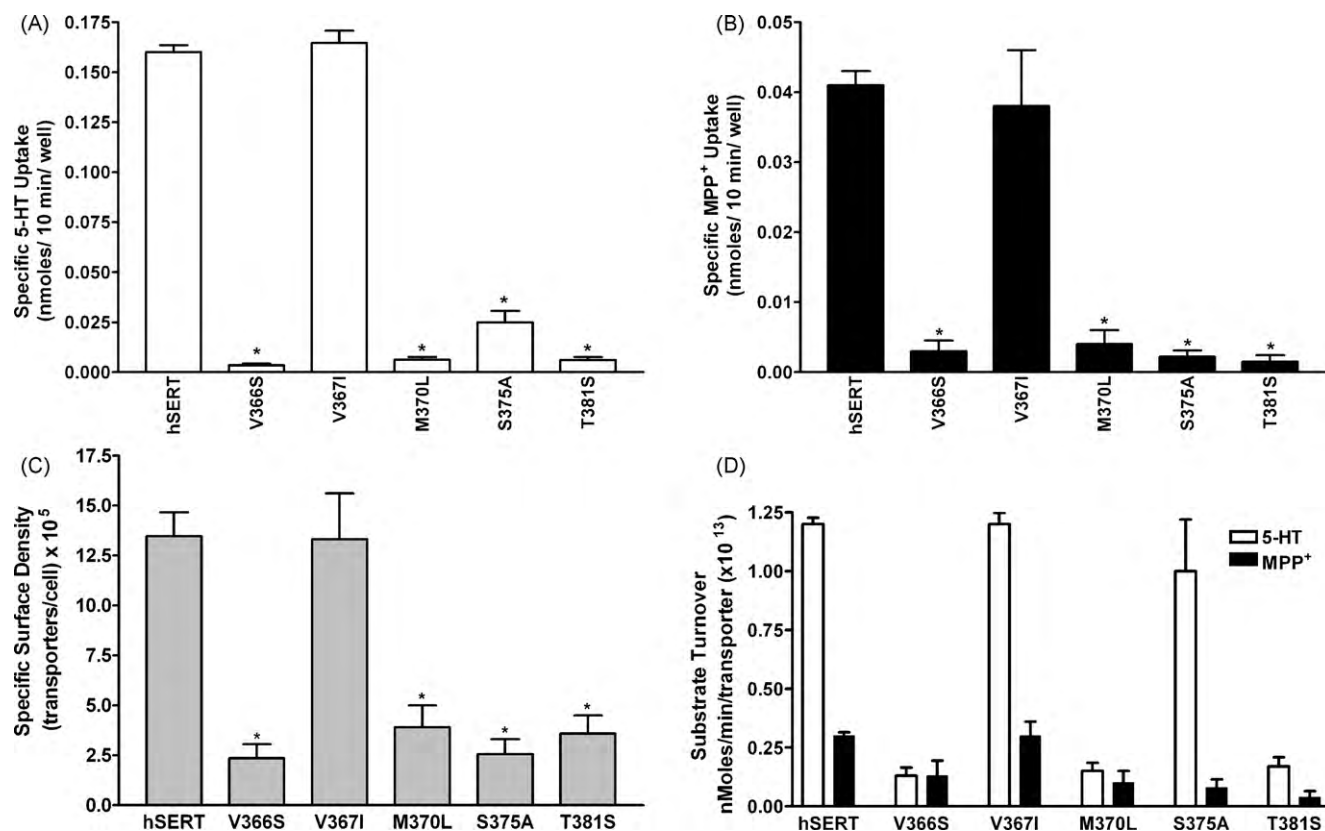 (A)
Specific 5-HT Uptake
(nmoles/ 10 min/ well)
0.175
0.150
0.125
0.100
0.075
0.050
0.025
0.000
*
*
*
*
hSERT
V366S
V367I
M370L
S375A
T381S
(B)
Specific MPP+ Uptake
(nmoles/ 10 min/ well)
0.05
0.04
0.03
0.02
0.01
0.00
*
*
*
*
hSERT
V366S
V367I
M370L
S375A
T381S
(C)
Specific Surface Density
(transporters/cell) x 10⁵
17.5
15.0
12.5
10.0
7.5
5.0
2.5
0.0
*
*
*
*
hSERT V366S V367I M370L S375A T381S
(D)
Substrate Turnover
nMoles/min/transporter (x10 ¹³)
1.25
1.00
0.75
0.50
0.25
0.00
5-HT
MPP+
hSERT V366S V367I M370L S375A T381S